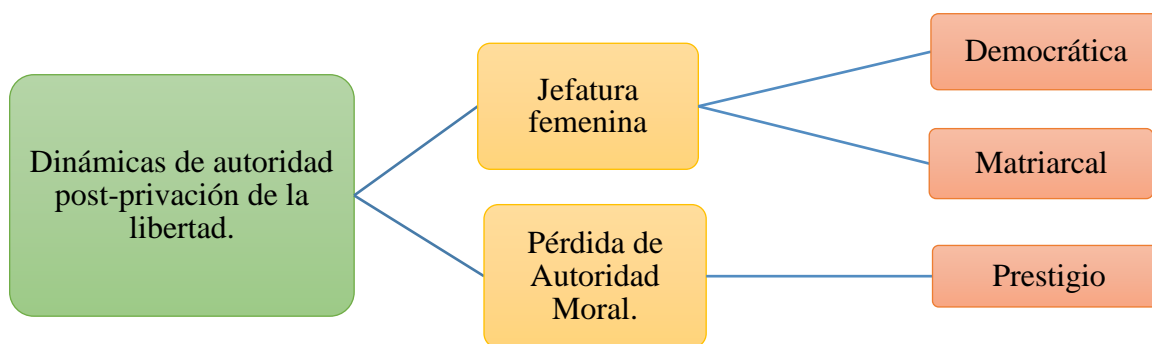 Dinámicas de autoridad
post-privación de la
libertad.
Jefatura
femenina
Democrática
Matriarcal
Pérdida de
Autoridad
Moral.
Prestigio